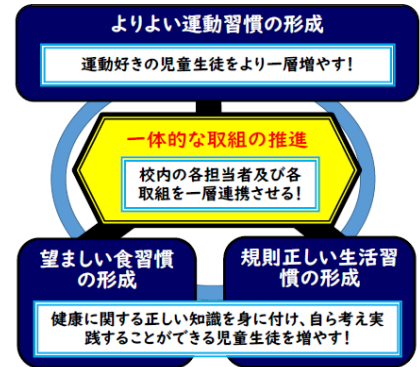 よりよい運動習慣の形成
運動好きの児童生徒をより一層増やす！
一体的な取組の推進
校内の各担当者及び各
取組を一層連携させる！
望ましい食習慣
の形成
規則正しい生活習
慣の形成
健康に関する正しい知識を身に付け、自ら考え実
践することができる児童生徒を増やす！